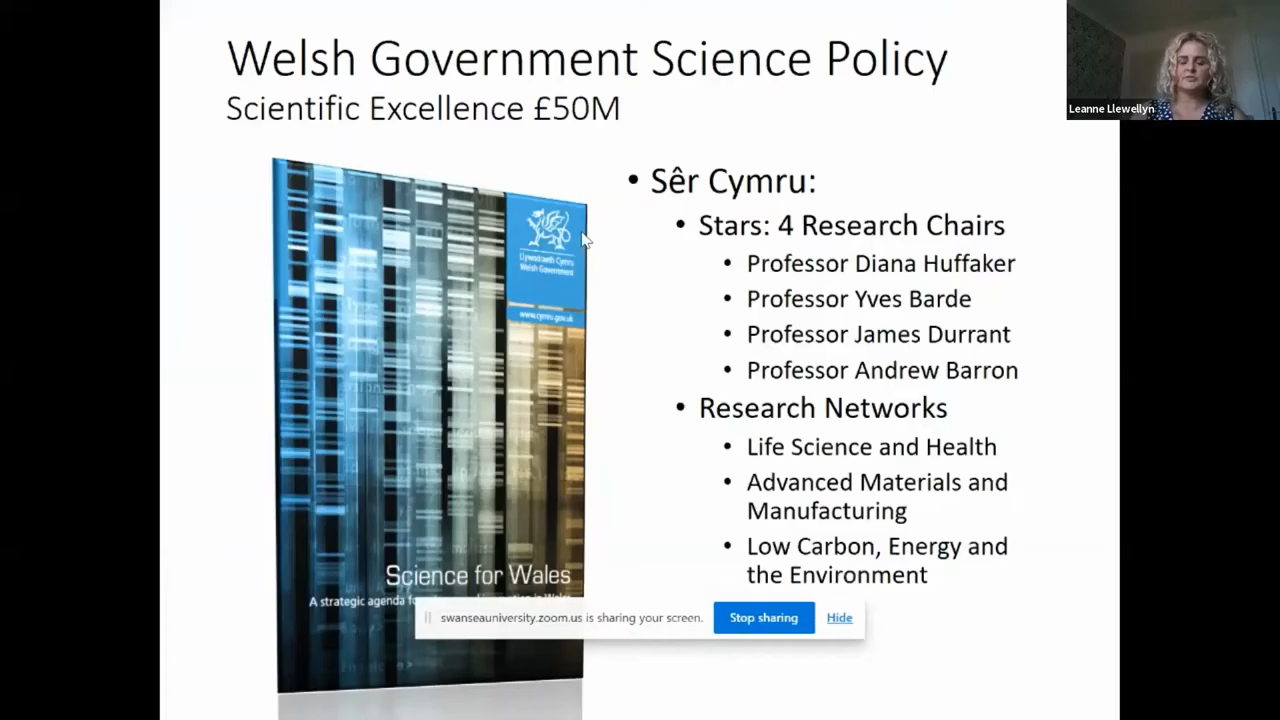 Welsh Government Science Policy
Scientific Excellence £50M
Leanne Llewellyn
• Sêr Cymru:
• Stars: 4 Research Chairs
• Professor Diana Huffaker
• Professor Yves Barde
• Professor James Durrant
• Professor Andrew Barron
• Research Networks
• Life Science and Health
• Advanced Materials and
Manufacturing
• Low Carbon, Energy and
the Environment
Llywodraeth Cymru
Welsh Government
www.cymru.gov.uk
Science for Wales
A strategic agenda
swanseauniversity.zoom.us is sharing your screen.
Stop sharing
Hide